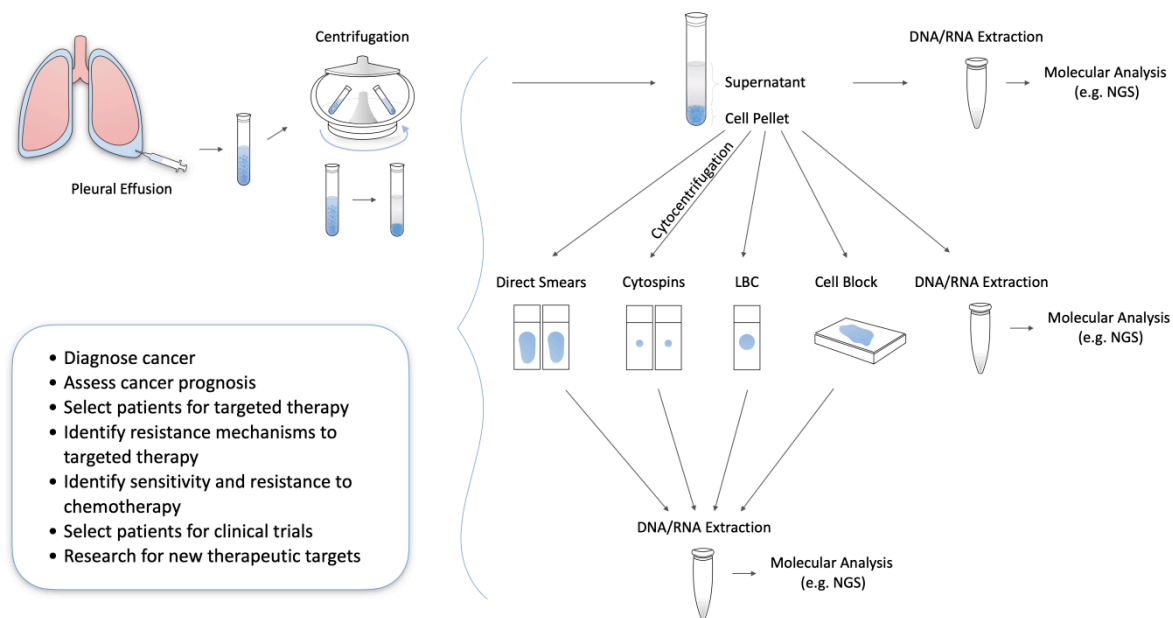 Centrifugation
Pleural Effusion
DNA/RNA Extraction
Supernatant
Cell Pellet
Molecular Analysis
(e.g. NGS)
Cytocentrifugation
Direct Smears
Cytospins
LBC
Cell Block
DNA/RNA Extraction
Molecular Analysis
(e.g. NGS)
• Diagnose cancer
• Assess cancer prognosis
• Select patients for targeted therapy
• Identify resistance mechanisms to
targeted therapy
• Identify sensitivity and resistance to
chemotherapy
• Select patients for clinical trials
• Research for new therapeutic targets
DNA/RNA Extraction
Molecular Analysis
(e.g. NGS)